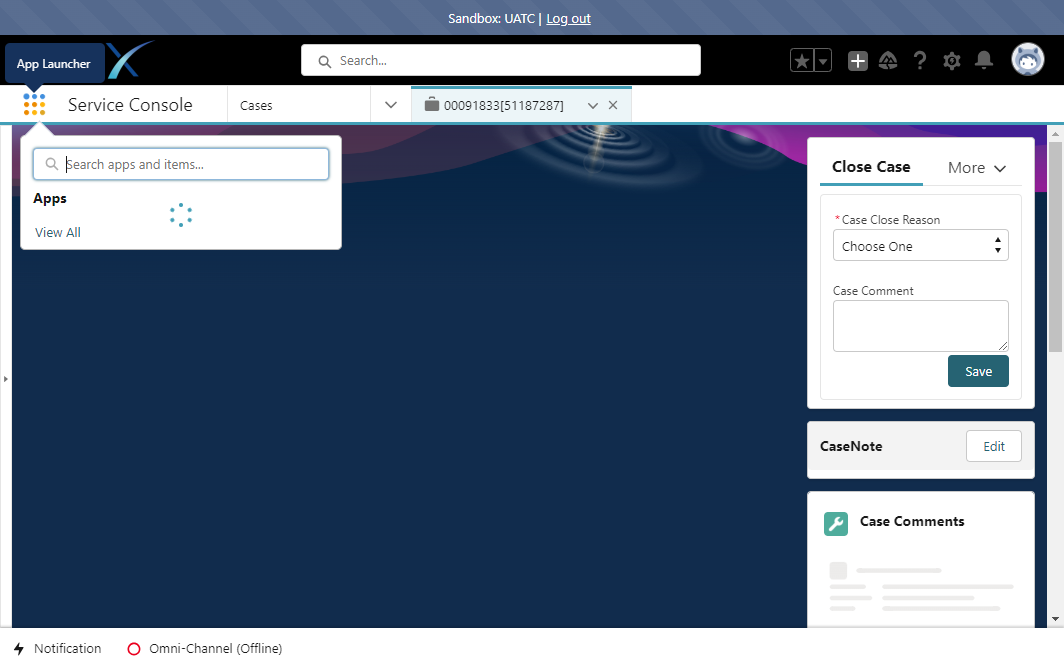 Sandbox: UATC | Log out
App Launcher
Search...
Service Console
Cases
00091833[51187287]
Search apps and items...
Apps
View All
Close Case
More
*Case Close Reason
Choose One
Case Comment
Save
CaseNote
Edit
Case Comments
Notification
Omni-Channel (Offline)